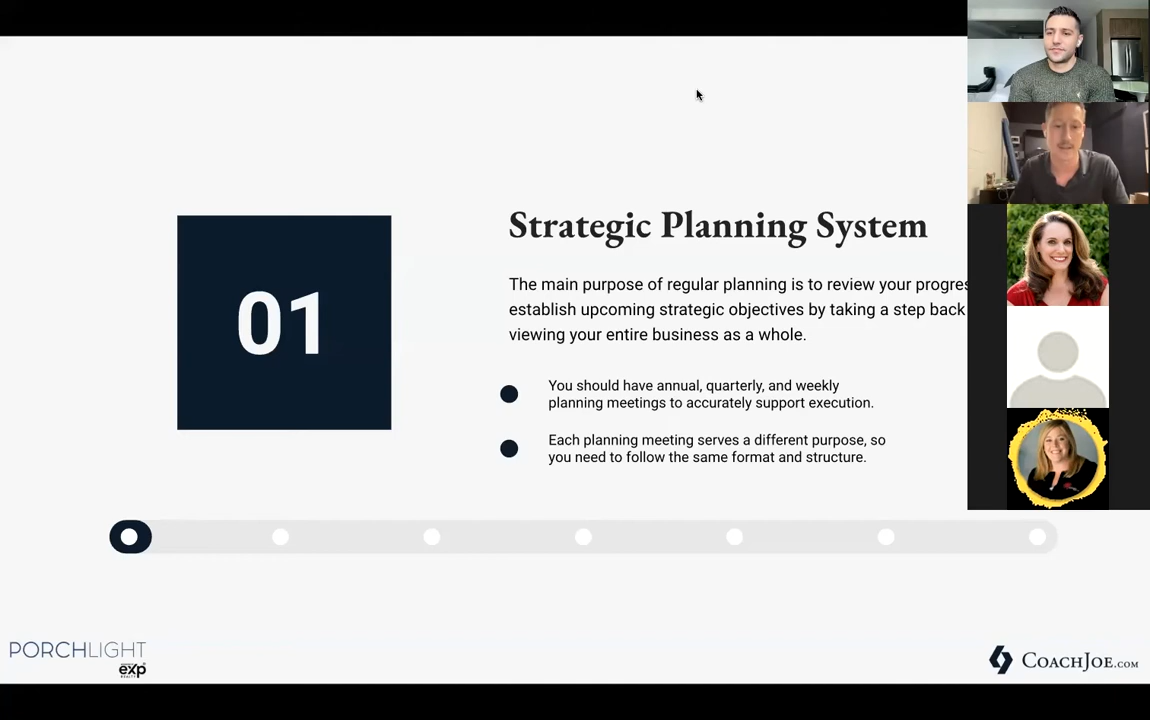 01
Strategic Planning System
The main purpose of regular planning is to review your progres
establish upcoming strategic objectives by taking a step back
viewing your entire business as a whole.
You should have annual, quarterly, and weekly
planning meetings to accurately support execution.
Each planning meeting serves a different purpose, so
you need to follow the same format and structure.
PORCHLIGHT
exp
REALTY
COACHJOE.COM